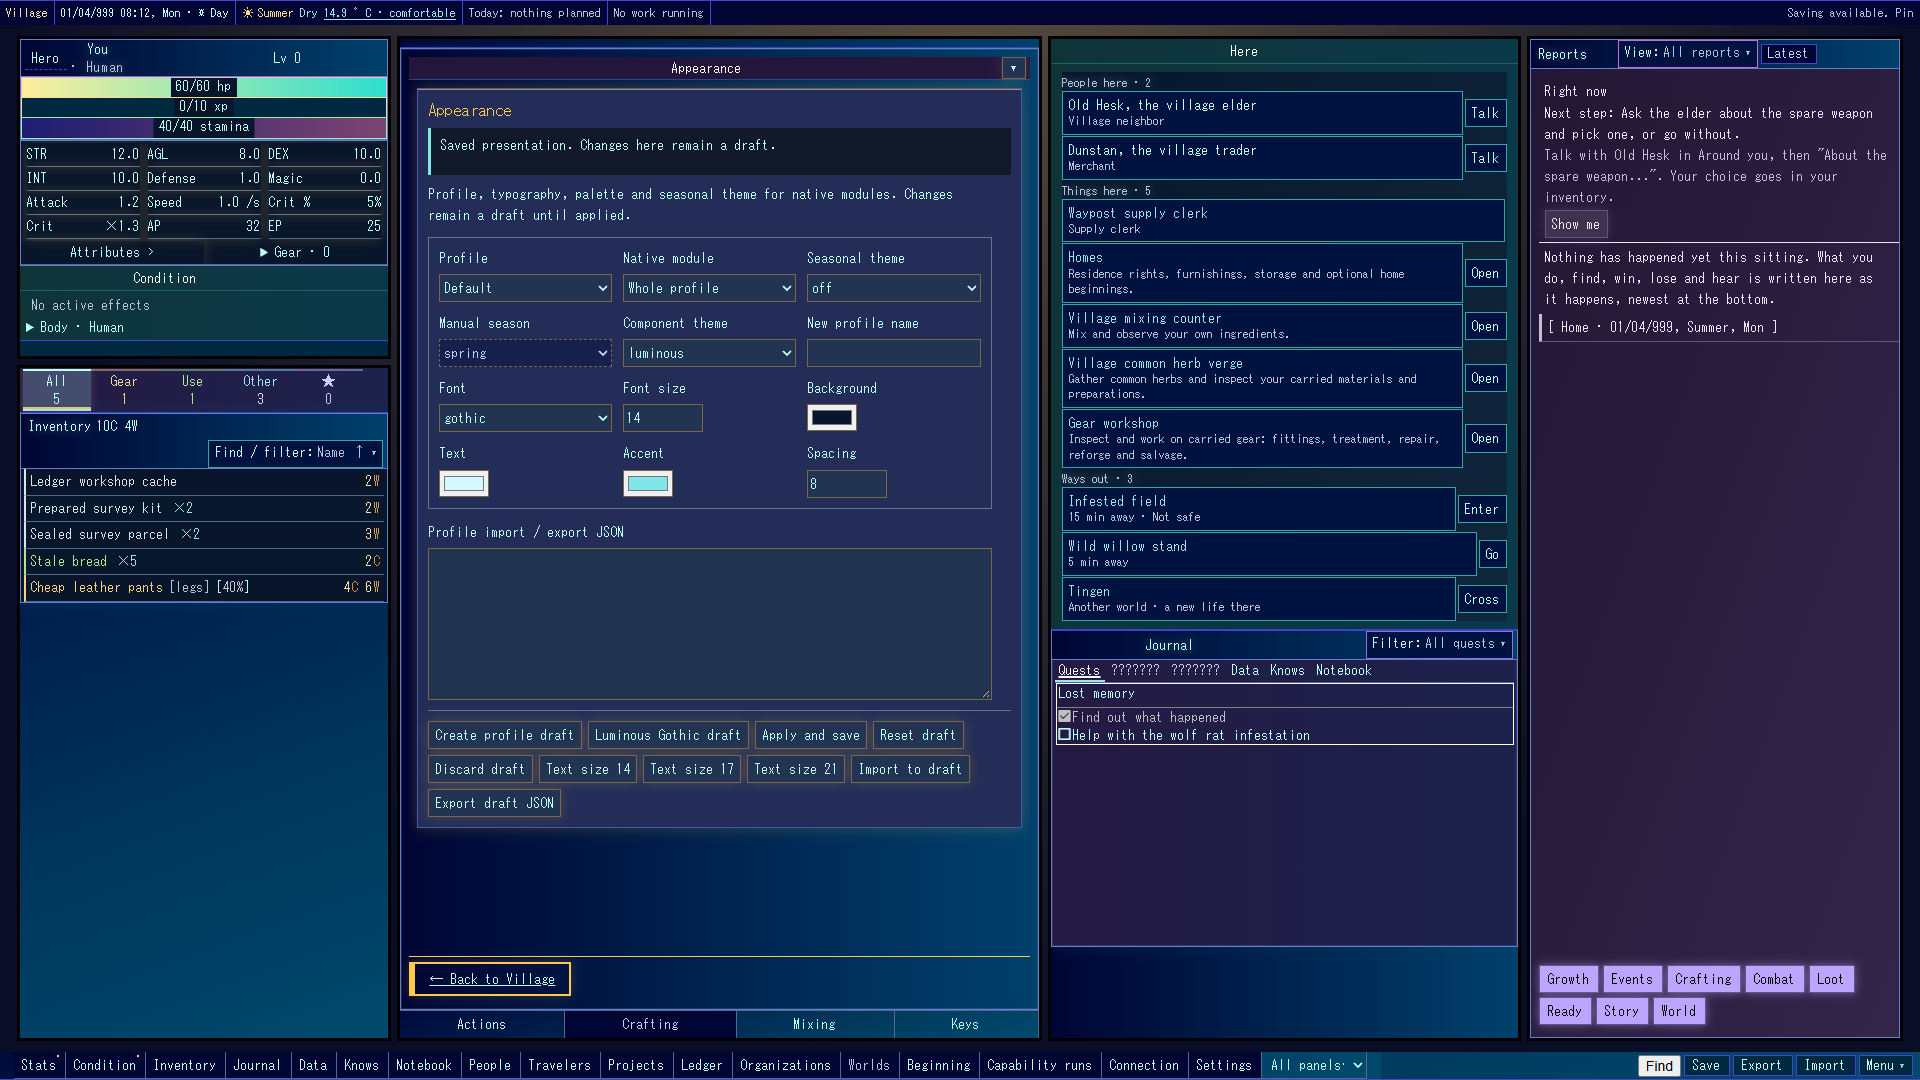 Village
01/04/999 08:12, Mon · ☀ Day
☀ Summer Dry 14.9 ° C · comfortable
Today: nothing planned
No work running
Saving available. Pin
Hero · You
Human
Lv 0
60/60 hp
0/10 xp
40/40 stamina
STR 12.0 AGL 8.0 DEX 10.0
INT 10.0 Defense 1.0 Magic 0.0
Attack 1.2 Speed 1.0 /s Crit % 5%
Crit ×1.3 AP 32 EP 25
Attributes >
▶ Gear · 0
Condition
No active effects
▶ Body · Human
All Gear Use Other ★
5 1 1 3 0
Inventory 10C 4W
Find / filter: Name ↑ ▾
Ledger workshop cache 2W
Prepared survey kit ×2 2W
Sealed survey parcel ×2 3W
Stale bread ×5 2C
Cheap leather pants [legs] [40%] 4C 6W
Appearance
▾
Appearance
Saved presentation. Changes here remain a draft.
Profile, typography, palette and seasonal theme for native modules. Changes
remain a draft until applied.
Profile Native module Seasonal theme
Default Whole profile off
Manual season Component theme New profile name
spring luminous
Font Font size Background
gothic 14
Text Accent Spacing
8
Profile import / export JSON
Create profile draft Luminous Gothic draft Apply and save Reset draft
Discard draft Text size 14 Text size 17 Text size 21 Import to draft
Export draft JSON
← Back to Village
Actions Crafting Mixing Keys
Here
People here · 2
Old Hesk, the village elder
Village neighbor
Talk
Dunstan, the village trader
Merchant
Talk
Things here · 5
Waypost supply clerk
Supply clerk
Homes
Residence rights, furnishings, storage and optional home
beginnings.
Open
Village mixing counter
Mix and observe your own ingredients.
Open
Village common herb verge
Gather common herbs and inspect your carried materials and
preparations.
Open
Gear workshop
Inspect and work on carried gear: fittings, treatment, repair,
reforge and salvage.
Open
Ways out · 3
Infested field
15 min away · Not safe
Enter
Wild willow stand
5 min away
Go
Tingen
Another world · a new life there
Cross
Journal
Filter: All quests ▾
Quests ??????? ??????? Data Knows Notebook
Lost memory
Find out what happened
Help with the wolf rat infestation
Reports
View: All reports ▾
Latest
Right now
Next step: Ask the elder about the spare weapon
and pick one, or go without.
Talk with Old Hesk in Around you, then "About the
spare weapon...". Your choice goes in your
inventory.
Show me
Nothing has happened yet this sitting. What you
do, find, win, lose and hear is written here as
it happens, newest at the bottom.
[ Home · 01/04/999, Summer, Mon ]
Growth Events Crafting Combat Loot
Ready Story World
Stats Condition Inventory Journal Data Knows Notebook People Travelers Projects Ledger Organizations Worlds Beginning Capability runs Connection Settings All panels·
Find Save Export Import Menu ▾